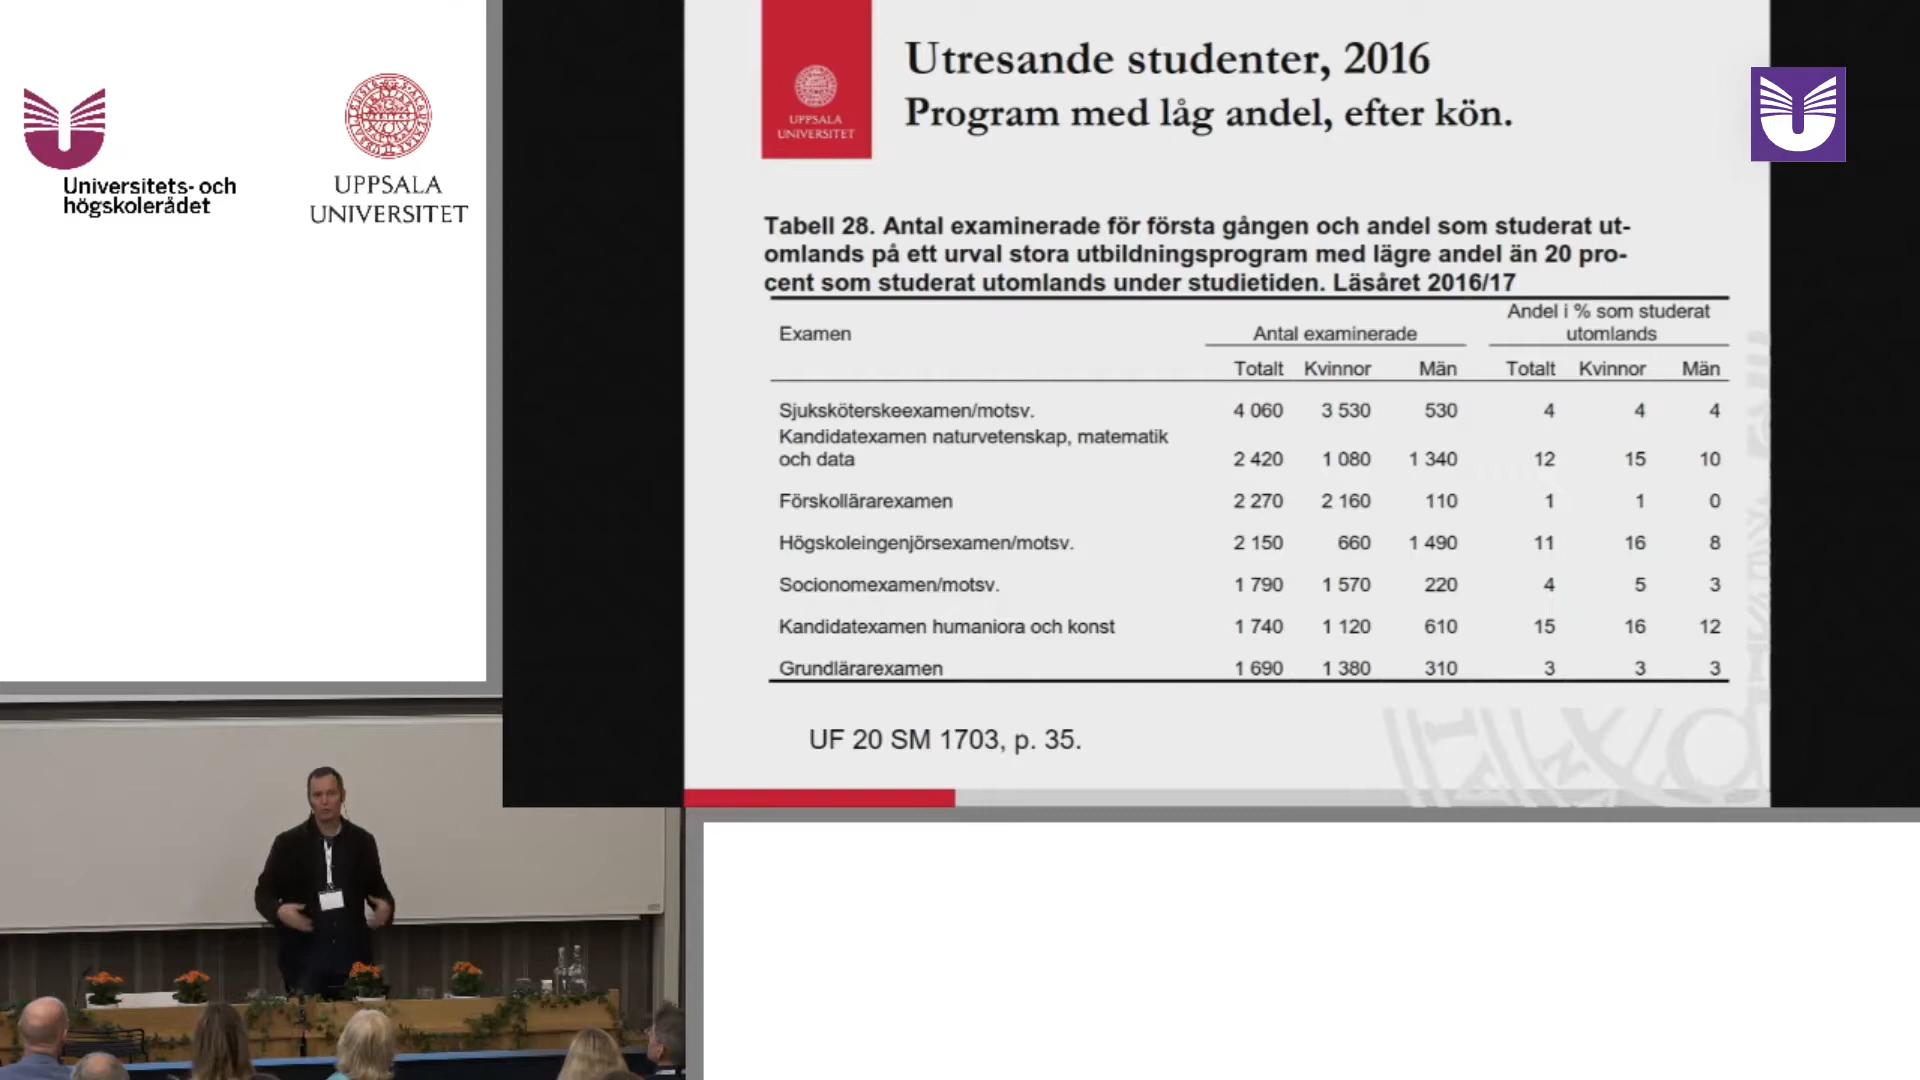 Universitets- och
högskolerådet
UPPSALA
UNIVERSITET
UPPSALA
UNIVERSITET
Utresande studenter, 2016
Program med låg andel, efter kön.
Tabell 28. Antal examinerade för första gången och andel som studerat ut-
omlands på ett urval stora utbildningsprogram med lägre andel än 20 pro-
cent som studerat utomlands under studietiden. Läsåret 2016/17
Examen Antal examinerade Andel i % som studerat
utomlands
Totalt Kvinnor Män Totalt Kvinnor Män
Sjuksköterskeexamen/motsv. 4 060 3 530 530 4 4 4
Kandidatexamen naturvetenskap, matematik
och data 2 420 1 080 1 340 12 15 10
Förskollärarexamen 2 270 2 160 110 1 1 0
Högskoleingenjörsexamen/motsv. 2 150 660 1 490 11 16 8
Socionomexamen/motsv. 1 790 1 570 220 4 5 3
Kandidatexamen humaniora och konst 1 740 1 120 610 15 16 12
Grundlärarexamen 1 690 1 380 310 3 3 3
UF 20 SM 1703, p. 35.